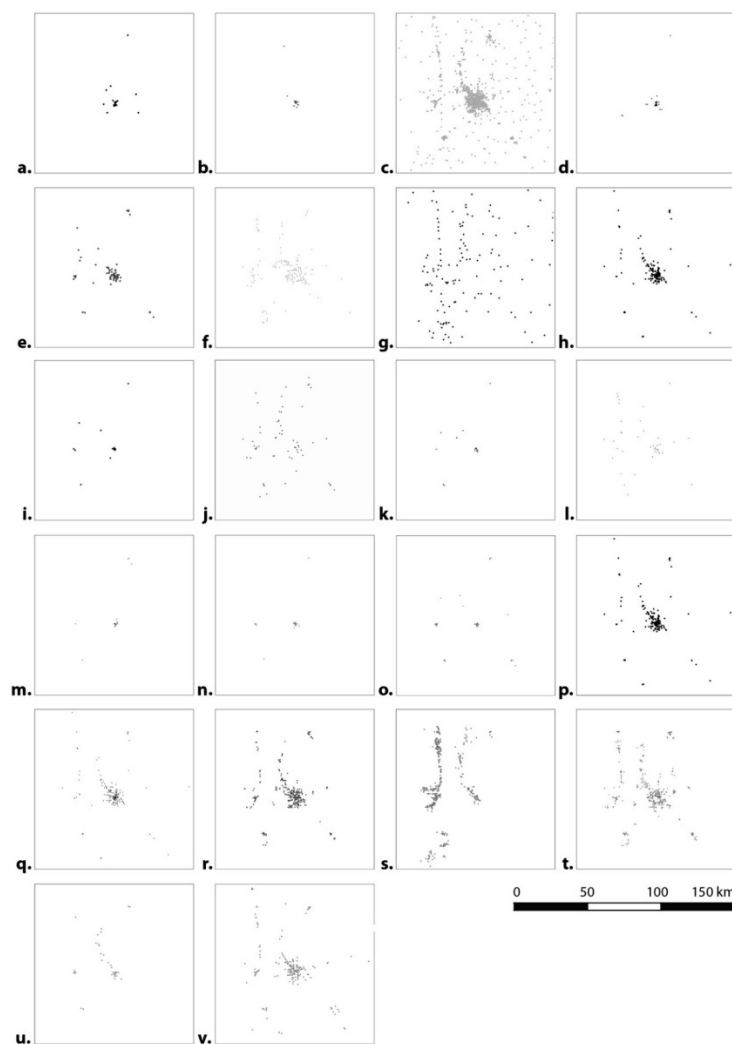 a. b. c. d.
e. f. g. h.
i. j. k. l.
m. n. o. p.
q. r. s. t.
0 50 100 150 km
u. v.